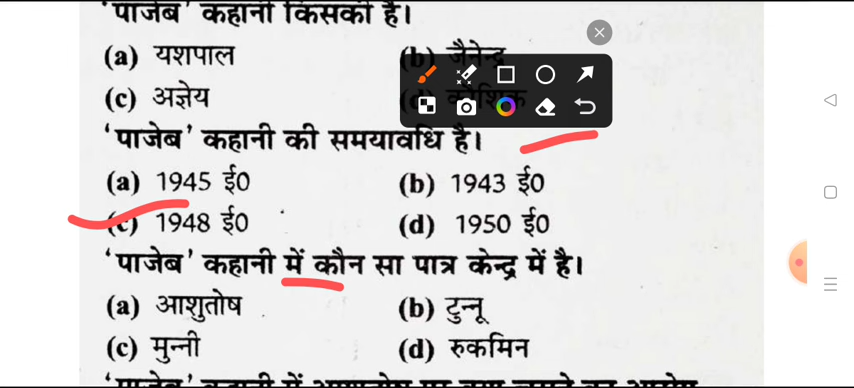 'पाजेब' कहानी किसकी है।
(a) यशपाल (b) जैनेन्द्र
(c) अज्ञेय
'पाजेब' कहानी की समयावधि है।
(a) 1945 ई0 (b) 1943 ई0
(c) 1948 ई0 (d) 1950 ई0
'पाजेब' कहानी में कौन सा पात्र केन्द्र में है।
(a) आशुतोष (b) टुन्नू
(c) मुन्नी (d) रुकमिन